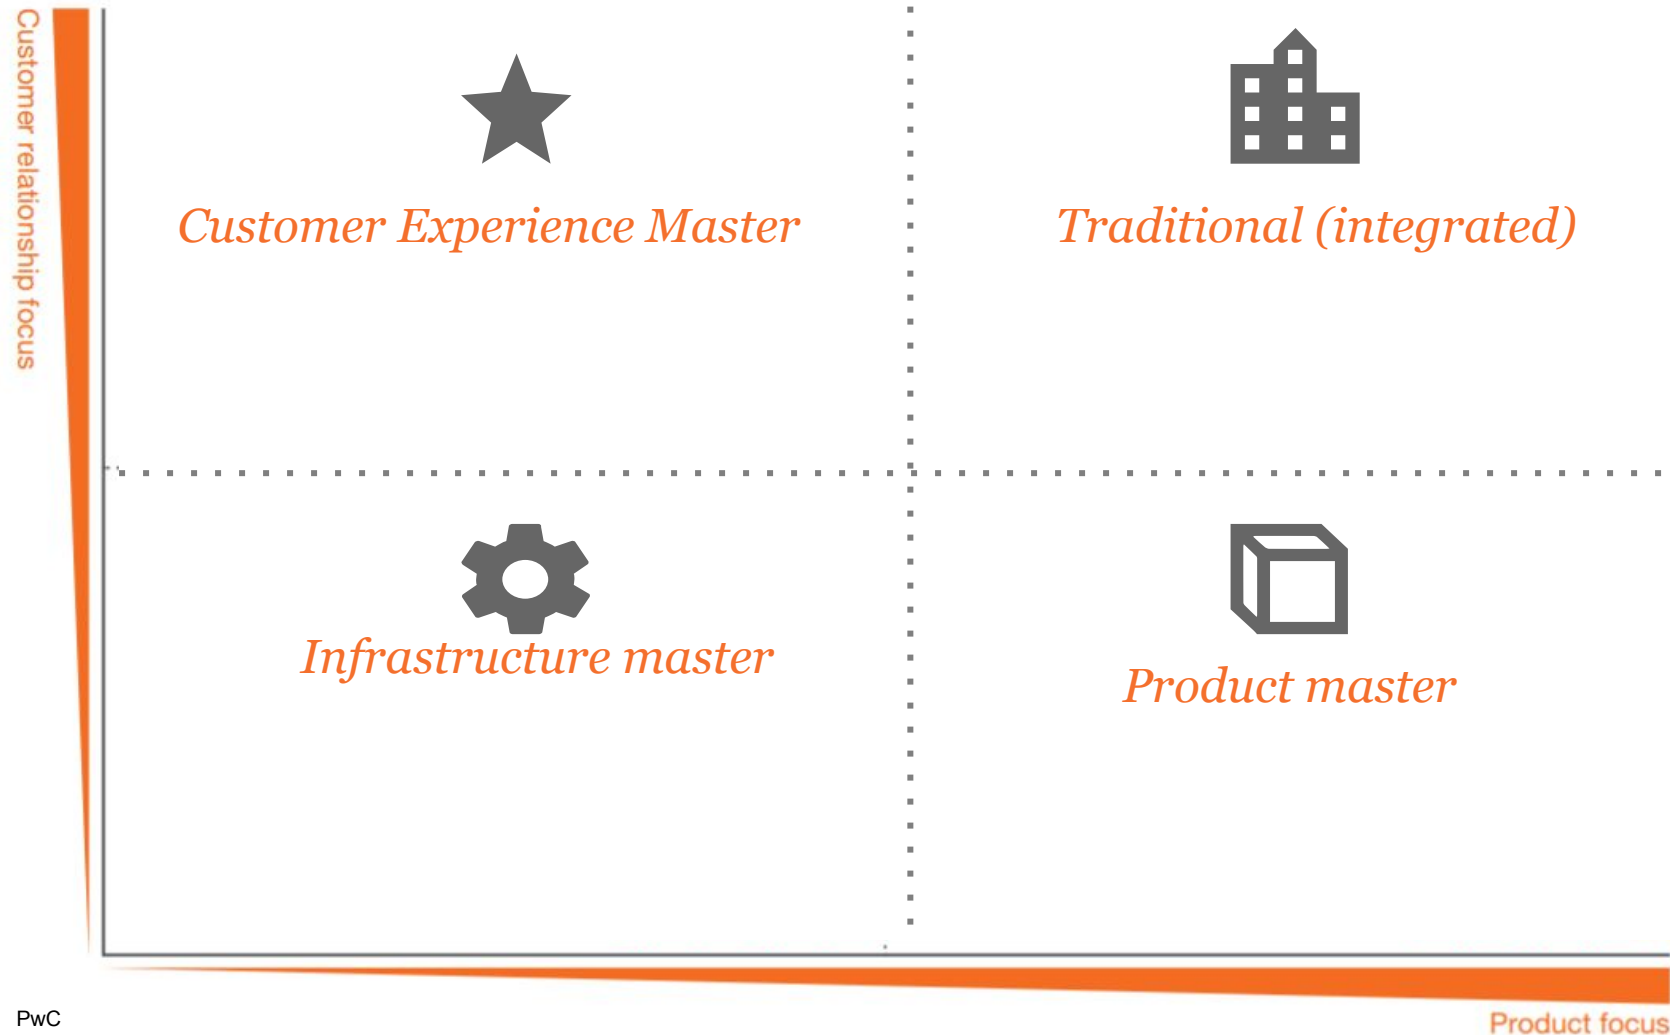 Customer relationship focus
Customer Experience Master
Traditional (integrated)
Infrastructure master
Product master
PwC
Product focus